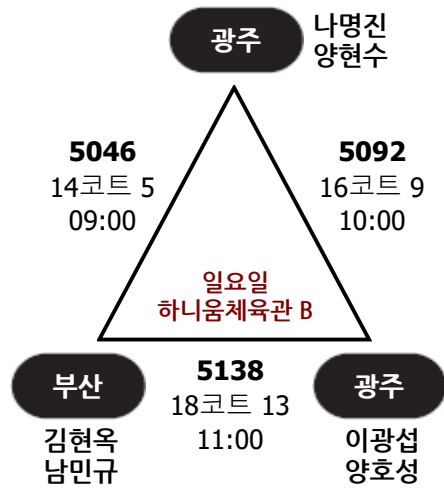 광주
나명진
양현수
5046
14코트 5
09:00
5092
16코트 9
10:00
일요일
하니움체육관 B
부산
김현옥
남민규
5138
18코트 13
11:00
광주
이광섭
양호성